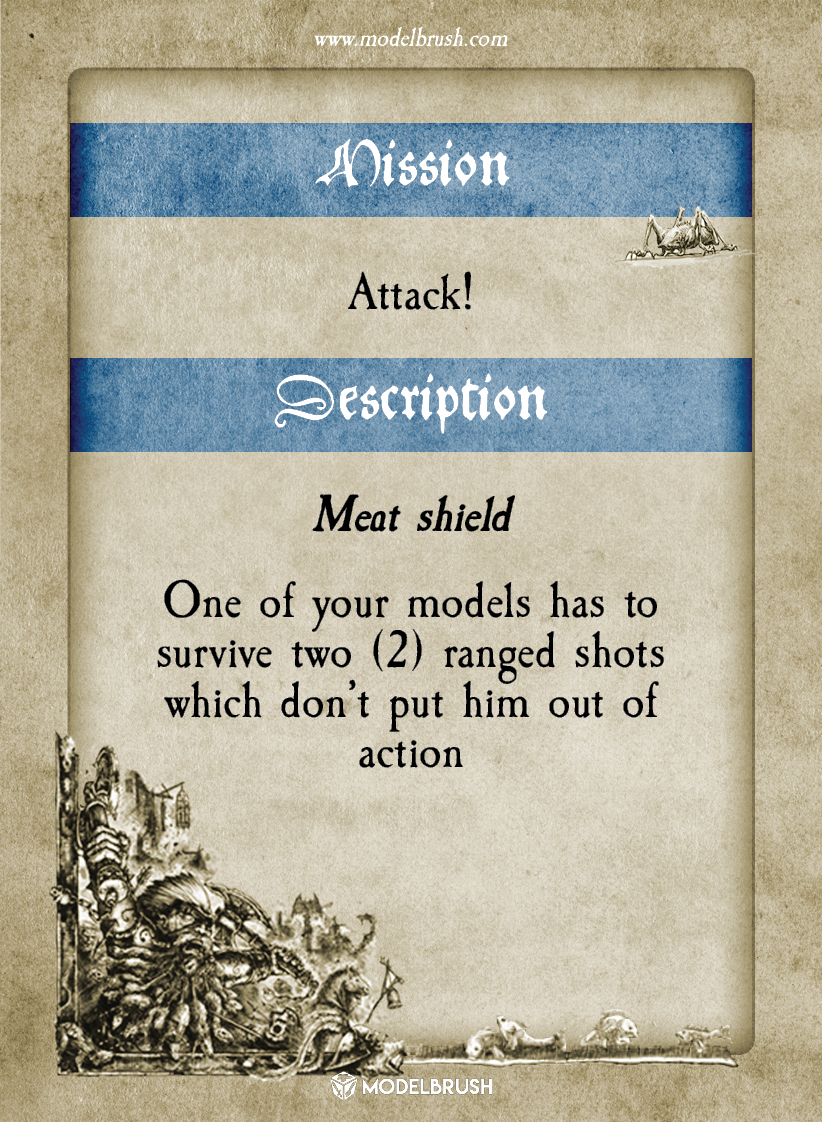 www.modelbrush.com
Mission
Attack!
Description
Meat shield
One of your models has to
survive two (2) ranged shots
which don't put him out of
action
MODELBRUSH